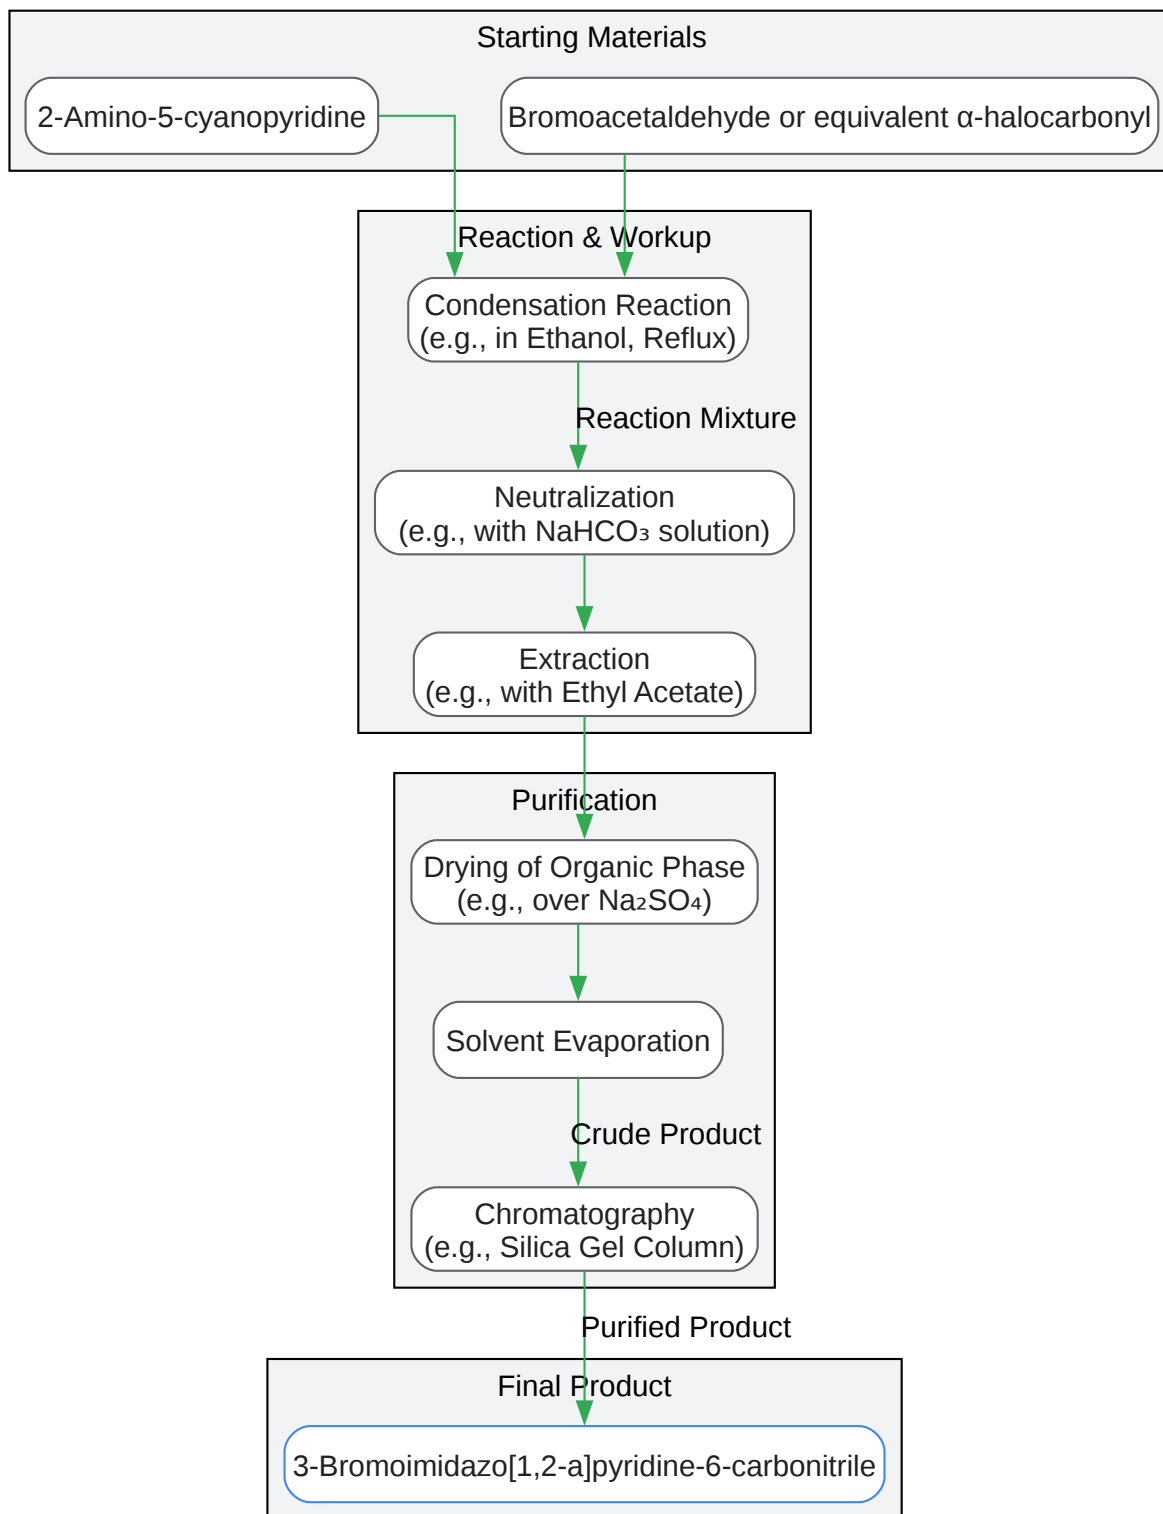 Starting Materials
2-Amino-5-cyanopyridine
Bromoacetaldehyde or equivalent α-halocarbonyl
Reaction & Workup
Condensation Reaction
(e.g., in Ethanol, Reflux)
Reaction Mixture
Neutralization
(e.g., with NaHCO₃ solution)
Extraction
(e.g., with Ethyl Acetate)
Purification
Drying of Organic Phase
(e.g., over Na₂SO₄)
Solvent Evaporation
Crude Product
Chromatography
(e.g., Silica Gel Column)
Purified Product
Final Product
3-Bromoimidazo[1,2-a]pyridine-6-carbonitrile